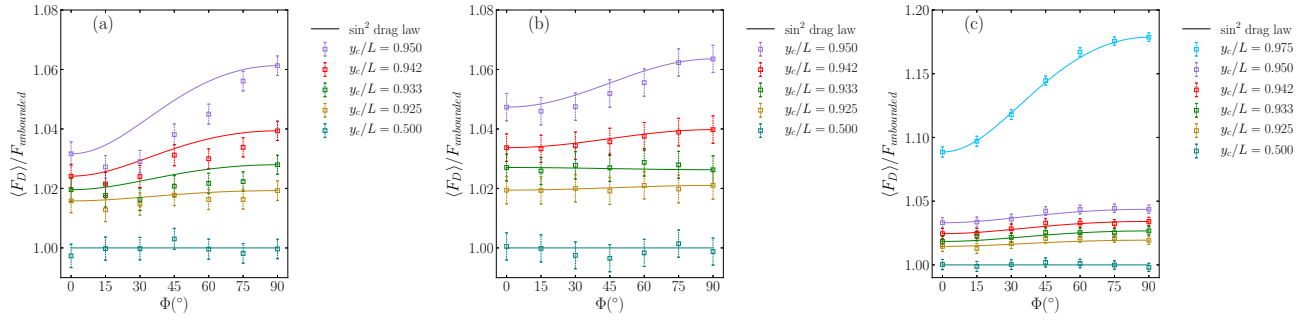 (a)
1.08
1.06
1.04
1.02
1.00
⟨F_D⟩/F_unbounded
0 15 30 45 60 75 90
Φ(°)
sin² drag law
y_c/L = 0.950
y_c/L = 0.942
y_c/L = 0.933
y_c/L = 0.925
y_c/L = 0.500
(b)
1.08
1.06
1.04
1.02
1.00
⟨F_D⟩/F_unbounded
0 15 30 45 60 75 90
Φ(°)
sin² drag law
y_c/L = 0.950
y_c/L = 0.942
y_c/L = 0.933
y_c/L = 0.925
y_c/L = 0.500
(c)
1.20
1.15
1.10
1.05
1.00
⟨F_D⟩/F_unbounded
0 15 30 45 60 75 90
Φ(°)
sin² drag law
y_c/L = 0.975
y_c/L = 0.950
y_c/L = 0.942
y_c/L = 0.933
y_c/L = 0.925
y_c/L = 0.500